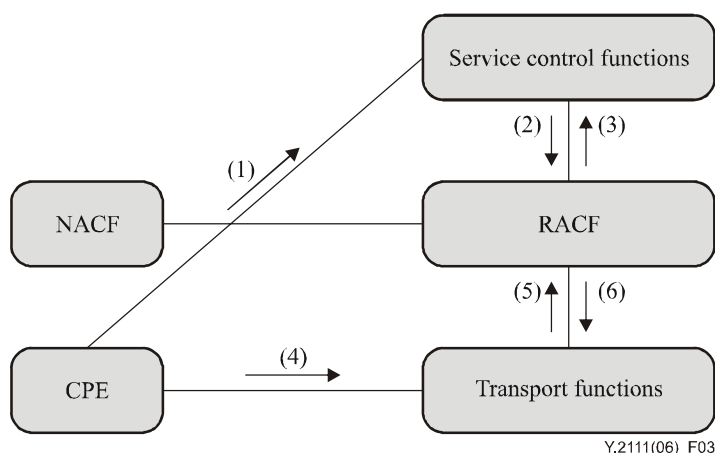 Service control functions
(2)
(3)
(1)
NACF
RACF
(5)
(6)
(4)
CPE
Transport functions
Y.2111(06)_F03